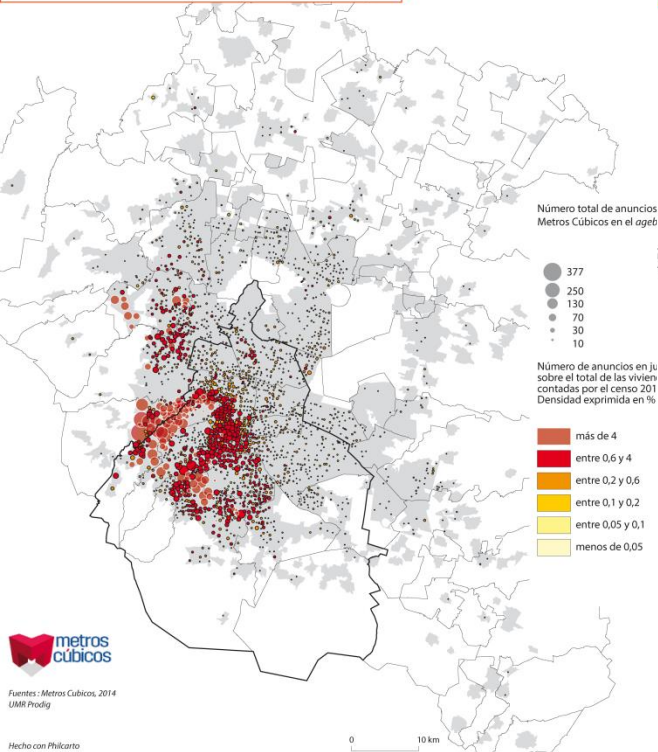 Número total de anuncios
Metros Cúbicos en el ageb
377
250
130
70
30
10
Número de anuncios en ju
sobre el total de las vivien
contadas por el censo 201
Densidad exprimida en %
más de 4
entre 0,6 y 4
entre 0,2 y 0,6
entre 0,1 y 0,2
entre 0,05 y 0,1
menos de 0,05
metros
cúbicos
Fuentes : Metros Cubicos, 2014
UMR Prodig
Hecho con Philcarto
0 10 km